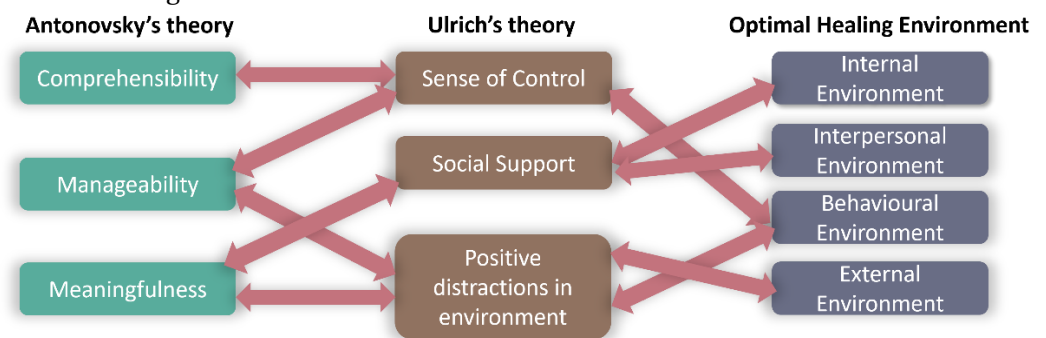 Antonovsky's theory
Ulrich's theory
Optimal Healing Environment
Comprehensibility
Manageability
Meaningfulness
Sense of Control
Social Support
Positive
distractions in
environment
Internal
Environment
Interpersonal
Environment
Behavioural
Environment
External
Environment